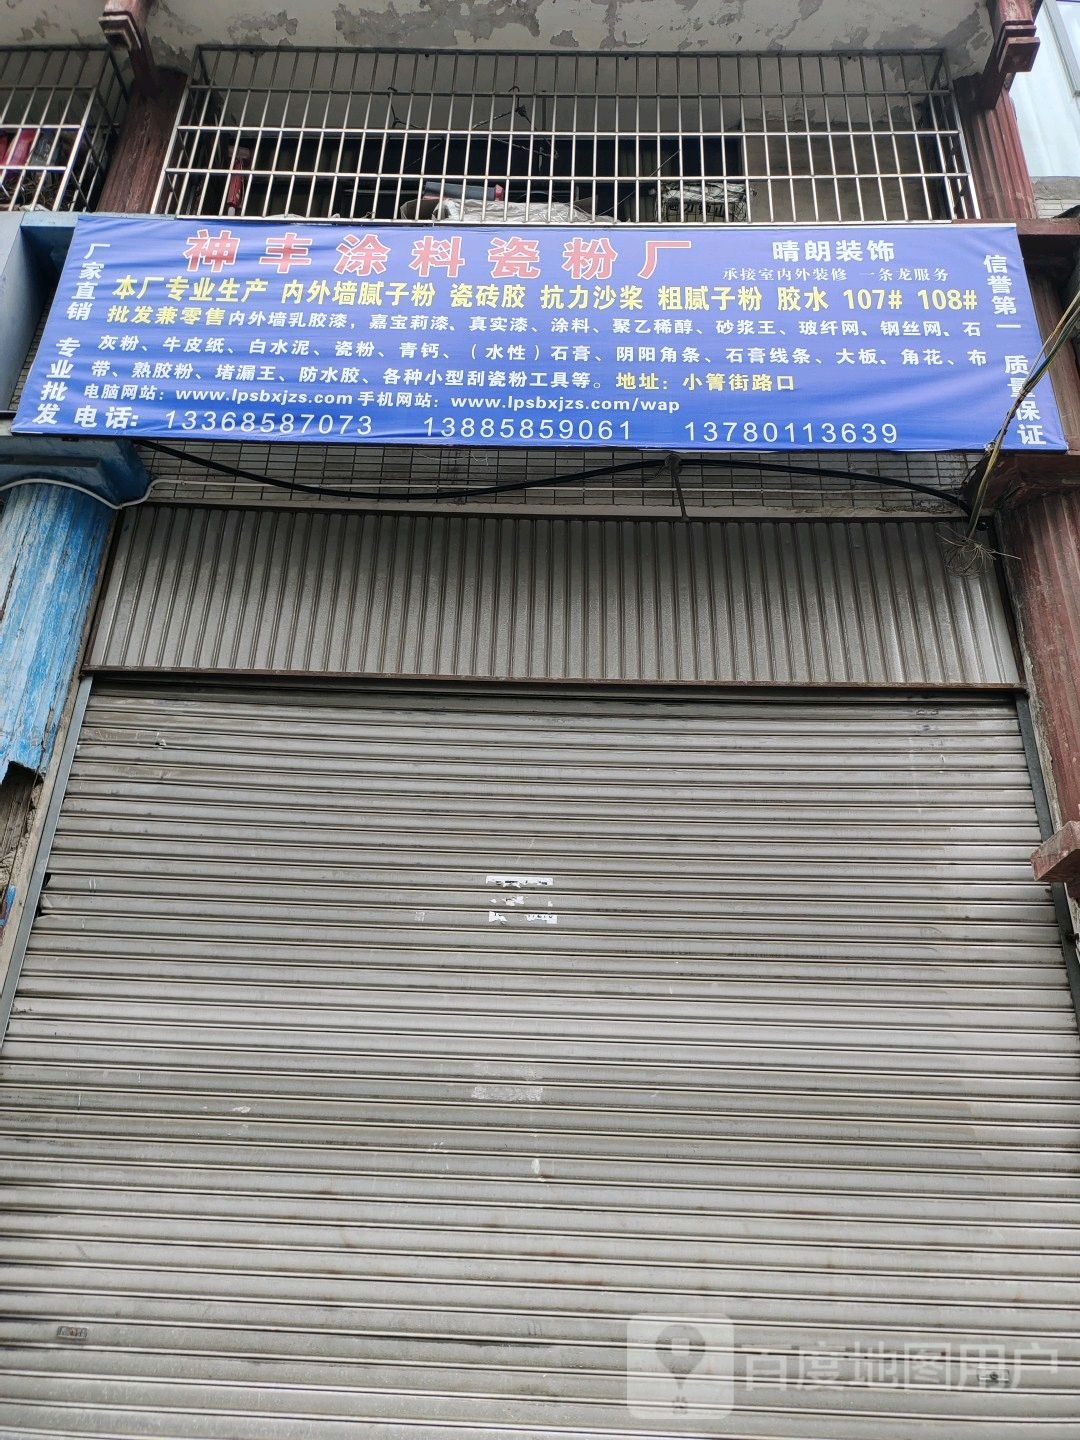 厂家直销
专业批发
神丰涂料瓷粉厂
晴朗装饰
承接室内外装修 一条龙服务
本厂专业生产 内外墙腻子粉 瓷砖胶 抗力沙浆 粗腻子粉 胶水 107# 108#
批发兼零售内外墙乳胶漆，嘉宝莉漆、真实漆、涂料、聚乙稀醇、砂浆王、玻纤网、钢丝网、石
灰粉、牛皮纸、白水泥、瓷粉、青钙、（水性）石膏、阴阳角条、石膏线条、大板、角花、布
带、熟胶粉、堵漏王、防水胶、各种小型刮瓷粉工具等。地址：小箐街路口
电脑网站：www.lpsbxjzs.com 手机网站：www.lpsbxjzs.com/wap
电话: 13368587073 13885859061 13780113639
信誉第一
质量保证
百度地图用户